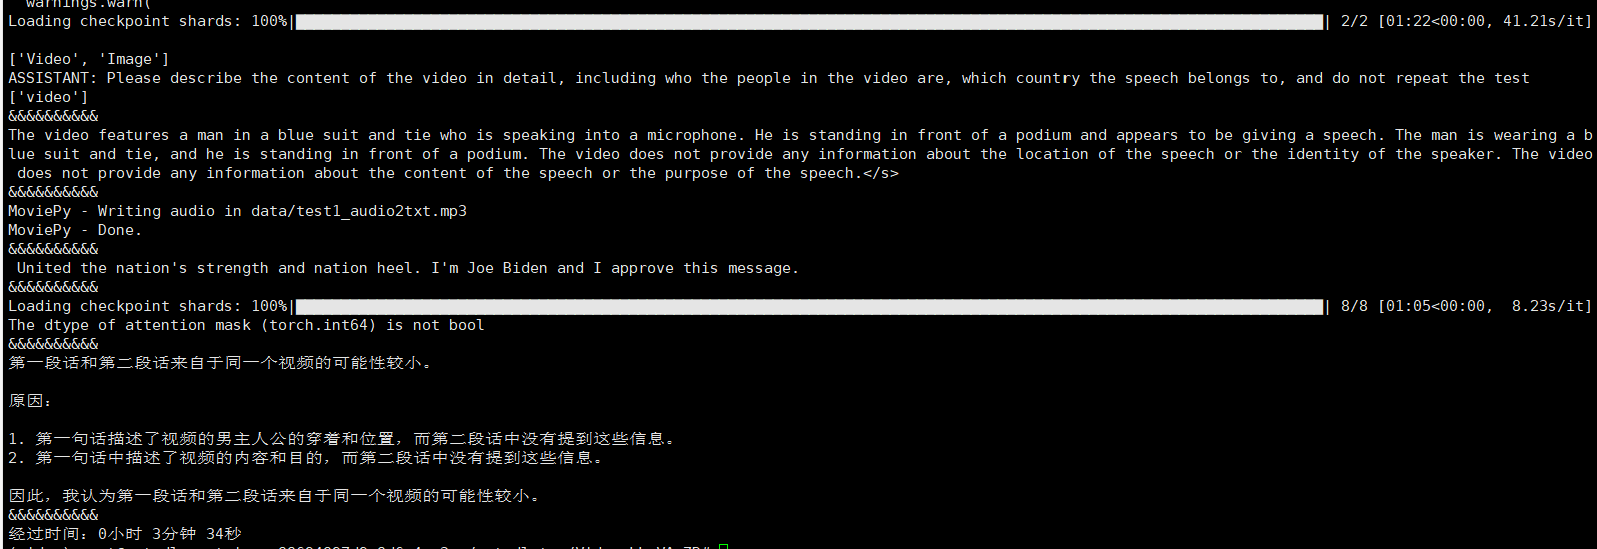 warnings.warn(
Loading checkpoint shards: 100%| | 2/2 [01:22<00:00, 41.21s/it]
['Video', 'Image']
ASSISTANT: Please describe the content of the video in detail, including who the people in the video are, which country the speech belongs to, and do not repeat the test
['video']
&&&&&&&&&&
The video features a man in a blue suit and tie who is speaking into a microphone. He is standing in front of a podium and appears to be giving a speech. The man is wearing a b
lue suit and tie, and he is standing in front of a podium. The video does not provide any information about the location of the speech or the identity of the speaker. The video
does not provide any information about the content of the speech or the purpose of the speech.</s>
&&&&&&&&&&
MoviePy - Writing audio in data/test1_audio2txt.mp3
MoviePy - Done.
&&&&&&&&&&
United the nation's strength and nation heel. I'm Joe Biden and I approve this message.
&&&&&&&&&&
Loading checkpoint shards: 100%| | 8/8 [01:05<00:00, 8.23s/it]
The dtype of attention mask (torch.int64) is not bool
&&&&&&&&&&
第一段话和第二段话来自于同一个视频的可能性较小。
原因：
1. 第一句话描述了视频的男主人公的穿着和位置，而第二段话中没有提到这些信息。
2. 第一句话中描述了视频的内容和目的，而第二段话中没有提到这些信息。
因此，我认为第一段话和第二段话来自于同一个视频的可能性较小。
&&&&&&&&&&
经过时间：0小时 3分钟 34秒